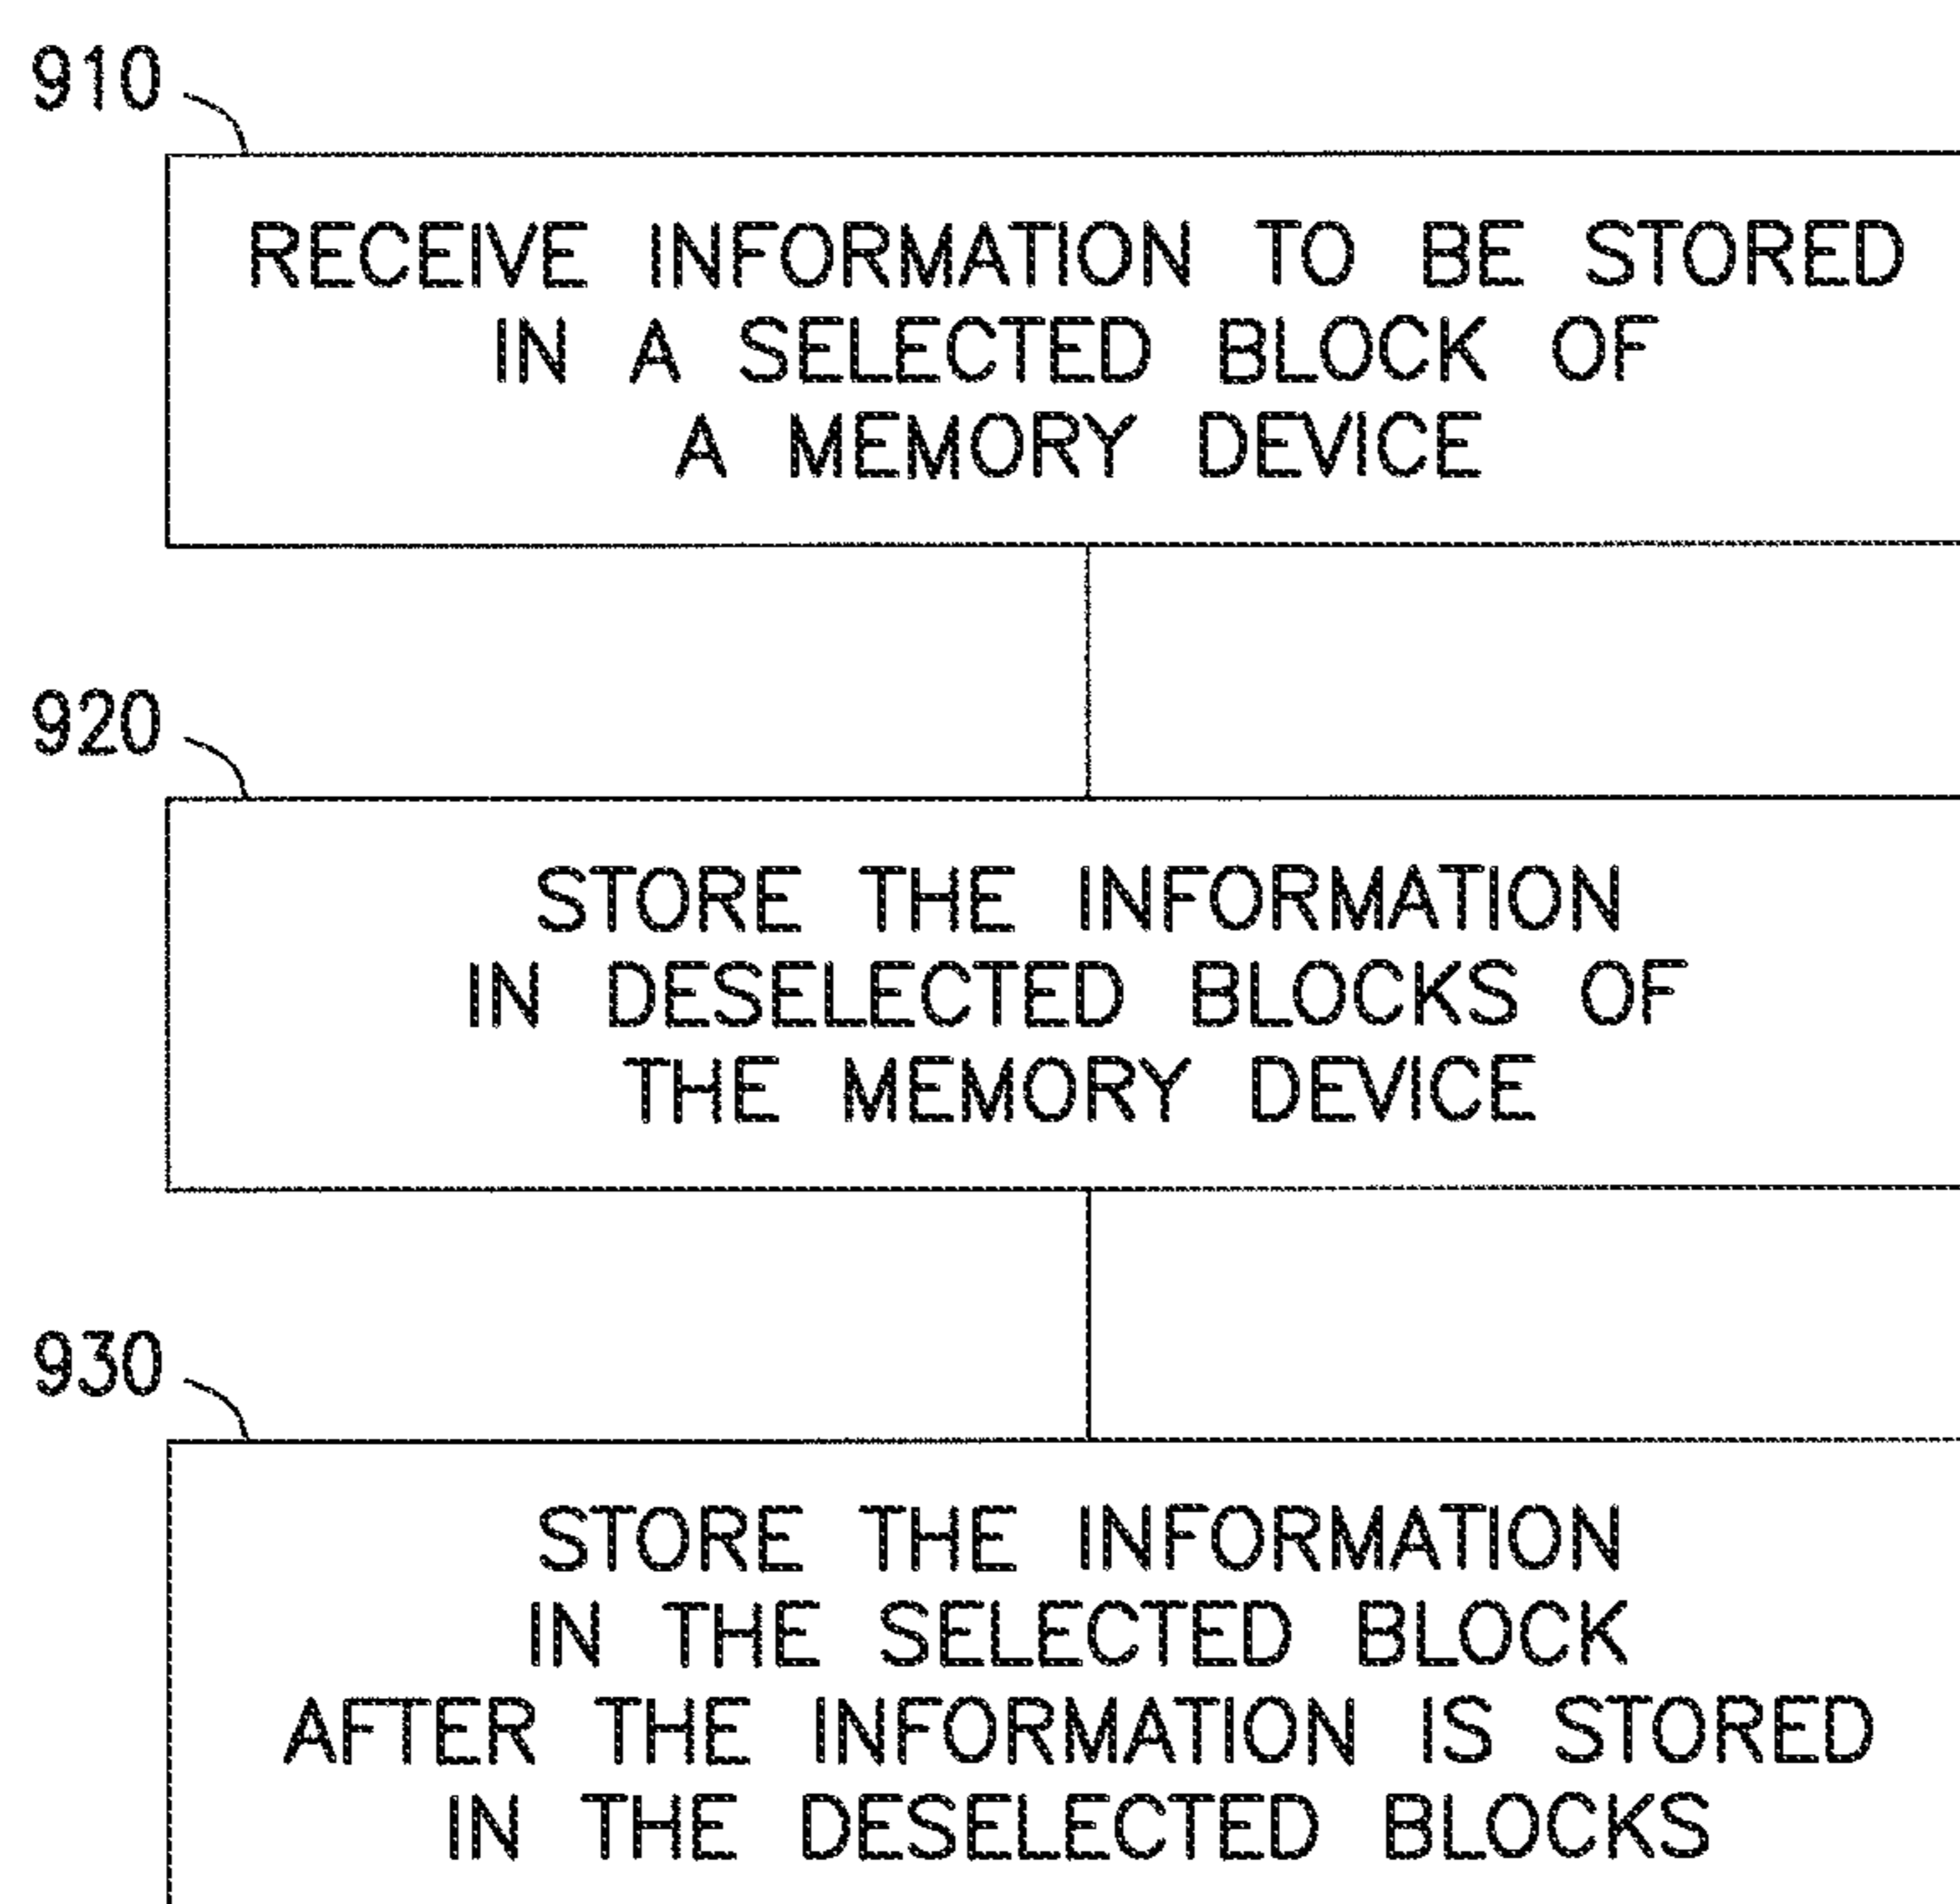 910
RECEIVE INFORMATION TO BE STORED
IN A SELECTED BLOCK OF
A MEMORY DEVICE
920
STORE THE INFORMATION
IN DESELECTED BLOCKS OF
THE MEMORY DEVICE
930
STORE THE INFORMATION
IN THE SELECTED BLOCK
AFTER THE INFORMATION IS STORED
IN THE DESELECTED BLOCKS